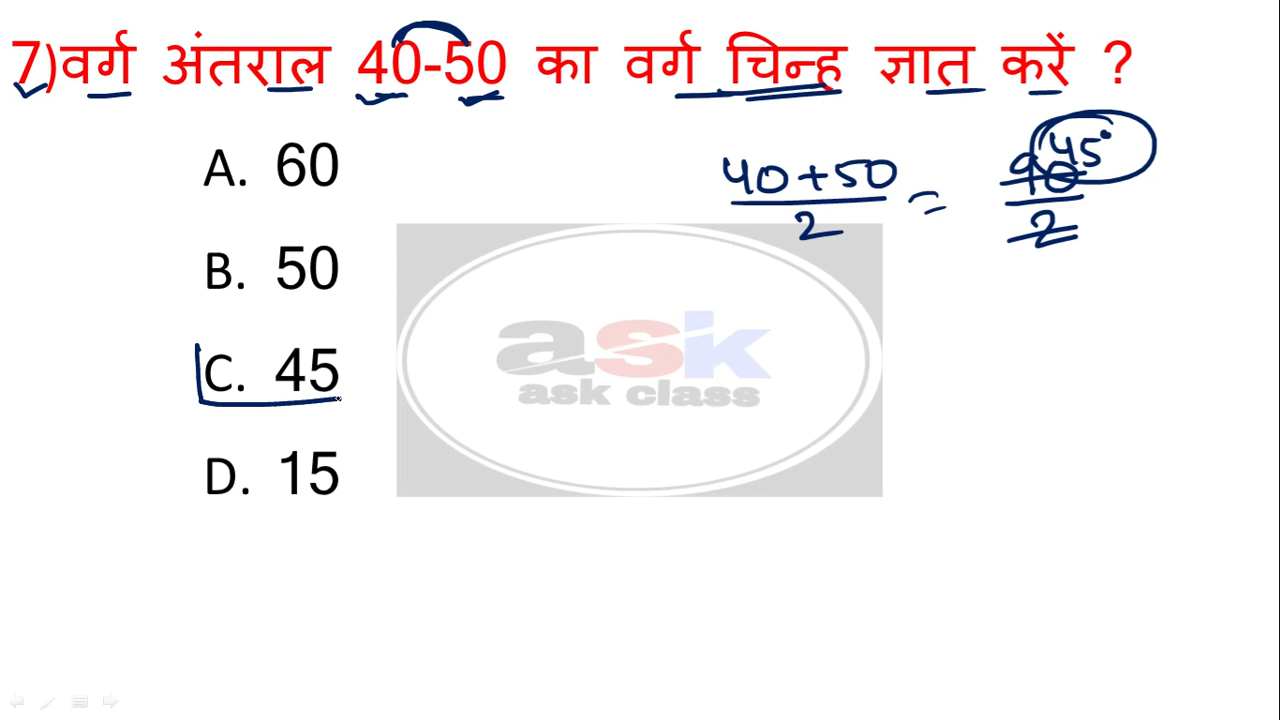 7)वर्ग अंतराल 40-50 का वर्ग चिन्ह ज्ञात करें ?
A. 60
40+50/2 = 90/2 45
B. 50
C. 45
D. 15
ask
ask class